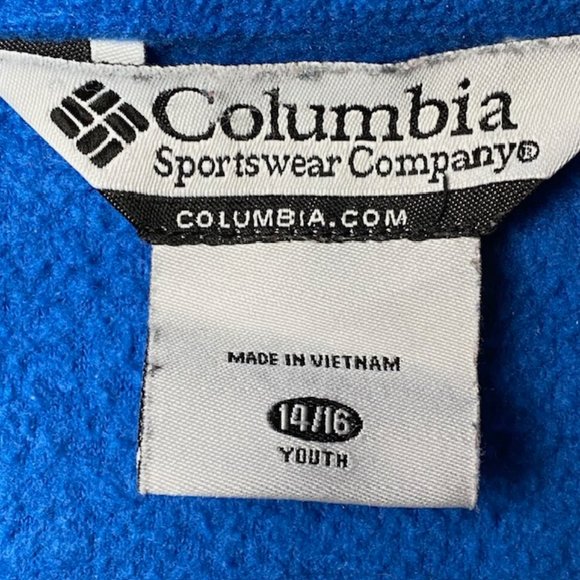 Columbia
Sportswear Company®
COLUMBIA.COM
MADE IN VIETNAM
14/16
YOUTH